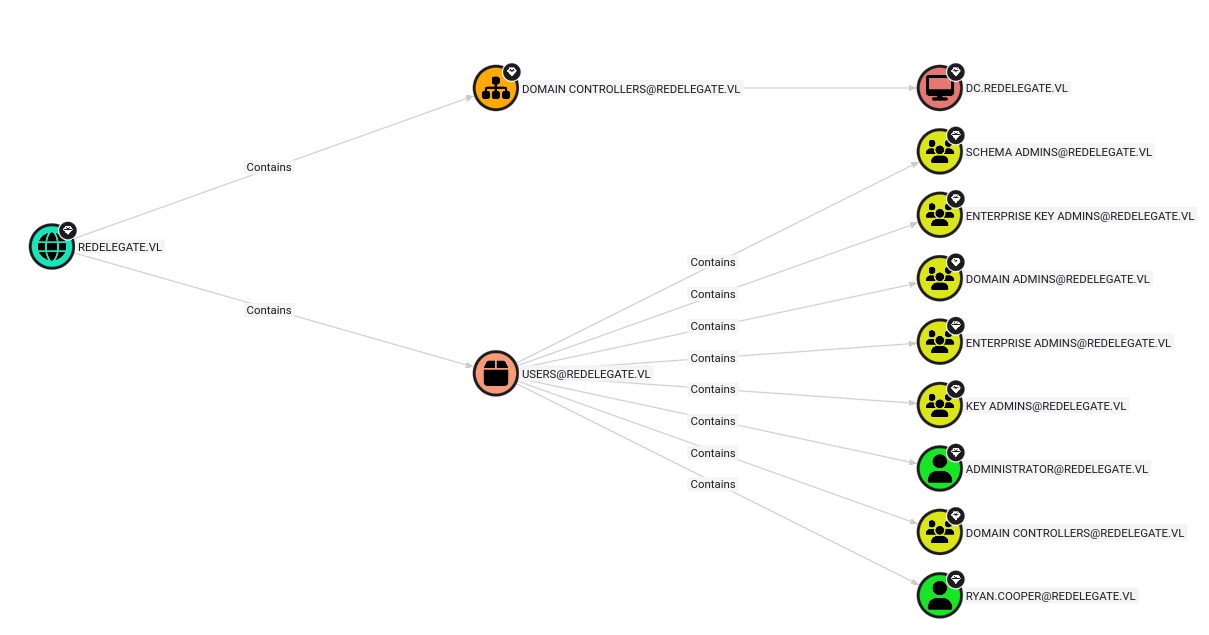 DOMAIN CONTROLLERS@REDELEGATE.VL
DC.REDELEGATE.VL
SCHEMA ADMINS@REDELEGATE.VL
Contains
ENTERPRISE KEY ADMINS@REDELEGATE.VL
REDELEGATE.VL
Contains
DOMAIN ADMINS@REDELEGATE.VL
Contains
Contains
Contains
ENTERPRISE ADMINS@REDELEGATE.VL
Contains
USERS@REDELEGATE.VL
Contains
KEY ADMINS@REDELEGATE.VL
Contains
Contains
ADMINISTRATOR@REDELEGATE.VL
Contains
DOMAIN CONTROLLERS@REDELEGATE.VL
RYAN.COOPER@REDELEGATE.VL